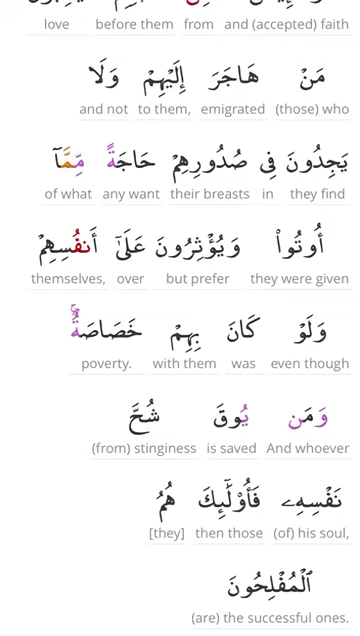 love before them from and (accepted) faith
مَنْ هَاجَرَ إِلَيْهِمْ وَلَا
and not to them, emigrated (those) who
يَجِدُونَ فِى صُدُورِهِمْ حَاجَةً مِّمَّآ
of what any want their breasts in they find
أُوتُوا۟ وَيُؤْثِرُونَ عَلَىٰٓ أَنفُسِهِمْ
themselves, over but prefer they were given
وَلَوْ كَانَ بِهِمْ خَصَاصَةٌۭ ۚ
poverty. with them was even though
وَمَن يُوقَ شُحَّ
(from) stinginess is saved And whoever
نَفْسِهِۦ فَأُو۟لَـٰٓئِكَ هُمُ
[they] then those (of) his soul,
ٱلْمُفْلِحُونَ
(are) the successful ones.